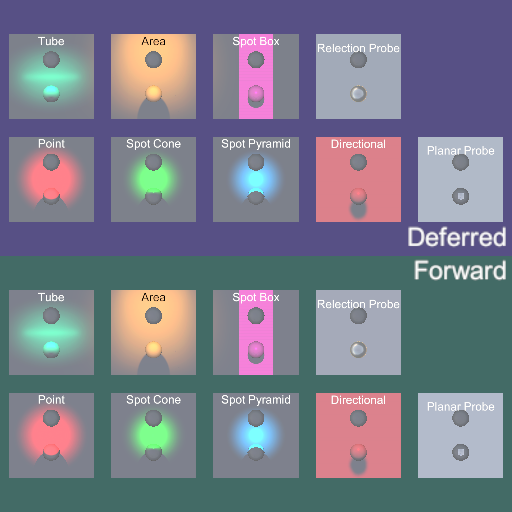 Tube Area Spot Box Relection Probe
Point Spot Cone Spot Pyramid Directional Planar Probe
Deferred
Forward
Tube Area Spot Box Relection Probe
Point Spot Cone Spot Pyramid Directional Planar Probe